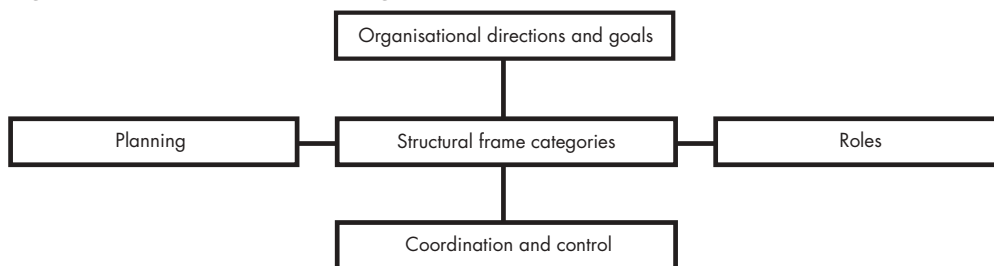 Organisational directions and goals
Planning
Structural frame categories
Roles
Coordination and control